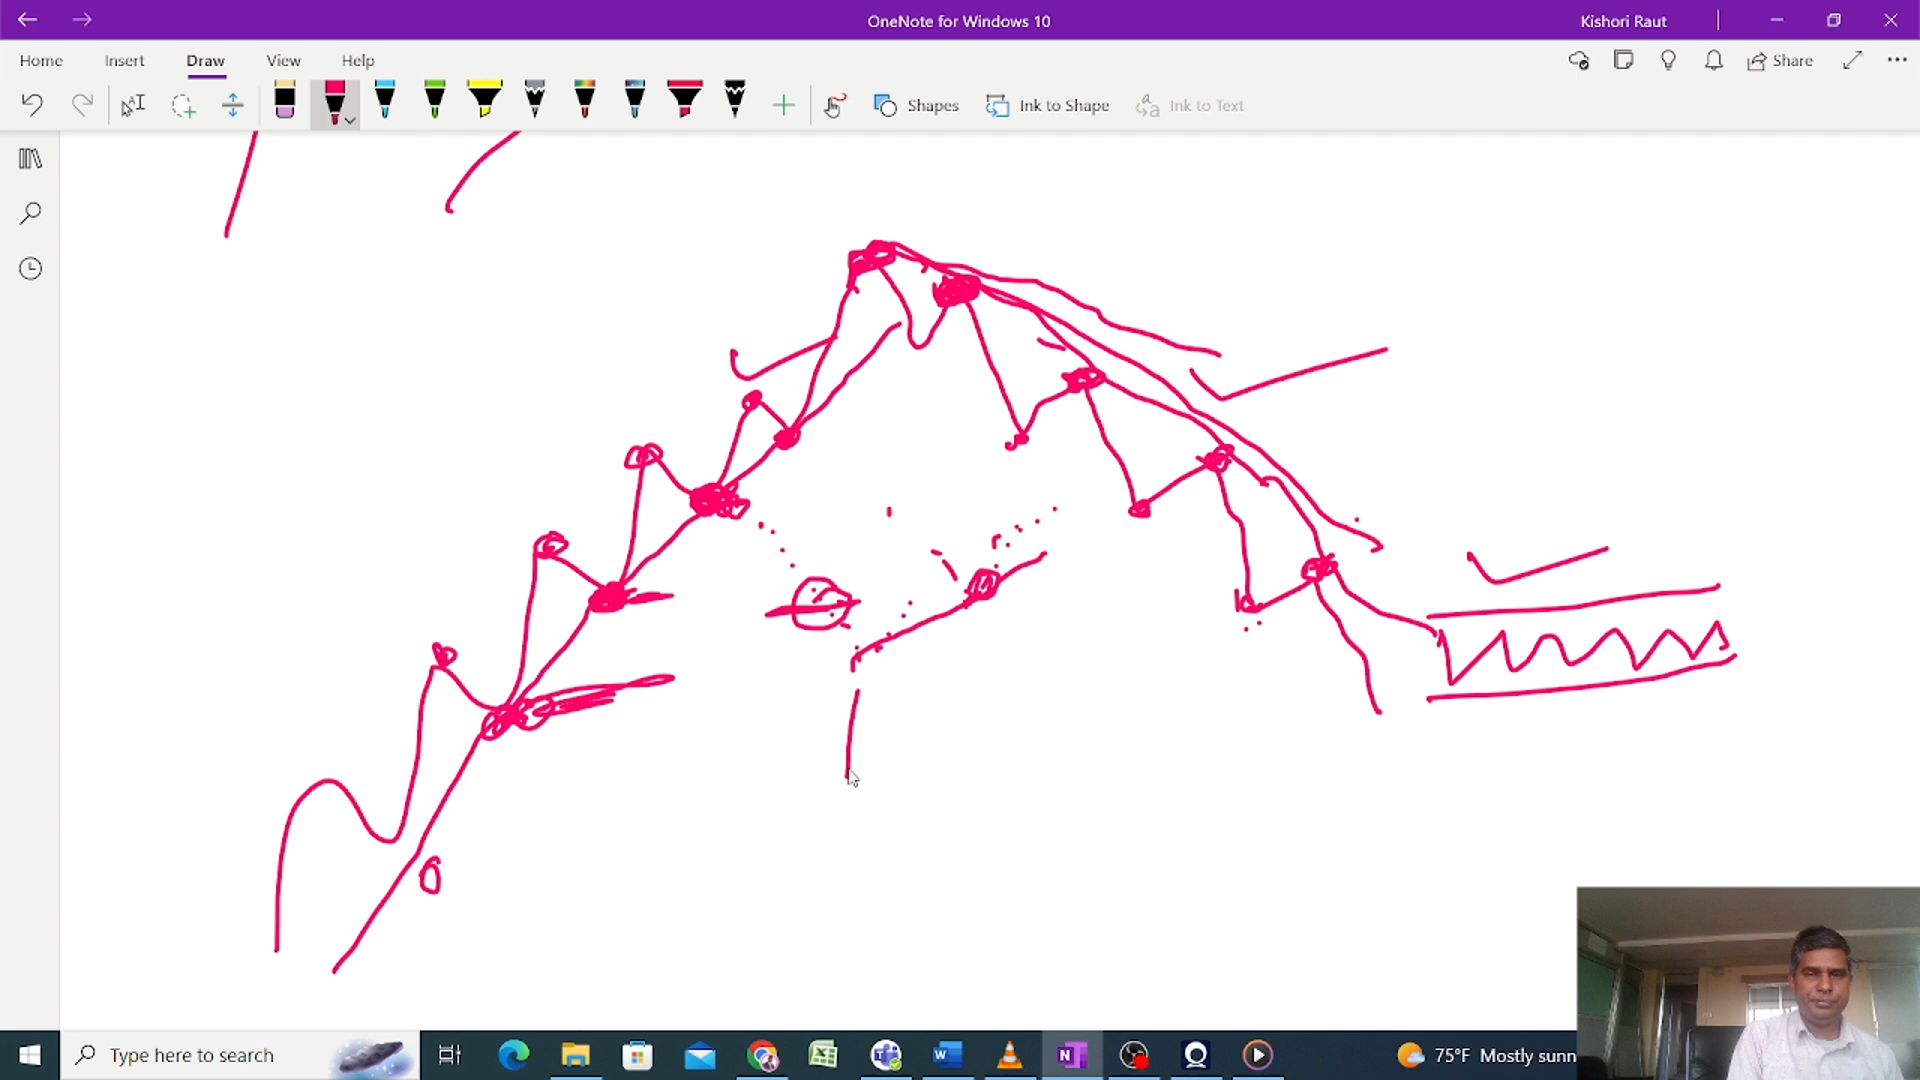 OneNote for Windows 10
Kishori Raut
Home Insert Draw View Help
Share
Shapes Ink to Shape Ink to Text
Type here to search
75°F Mostly sunn